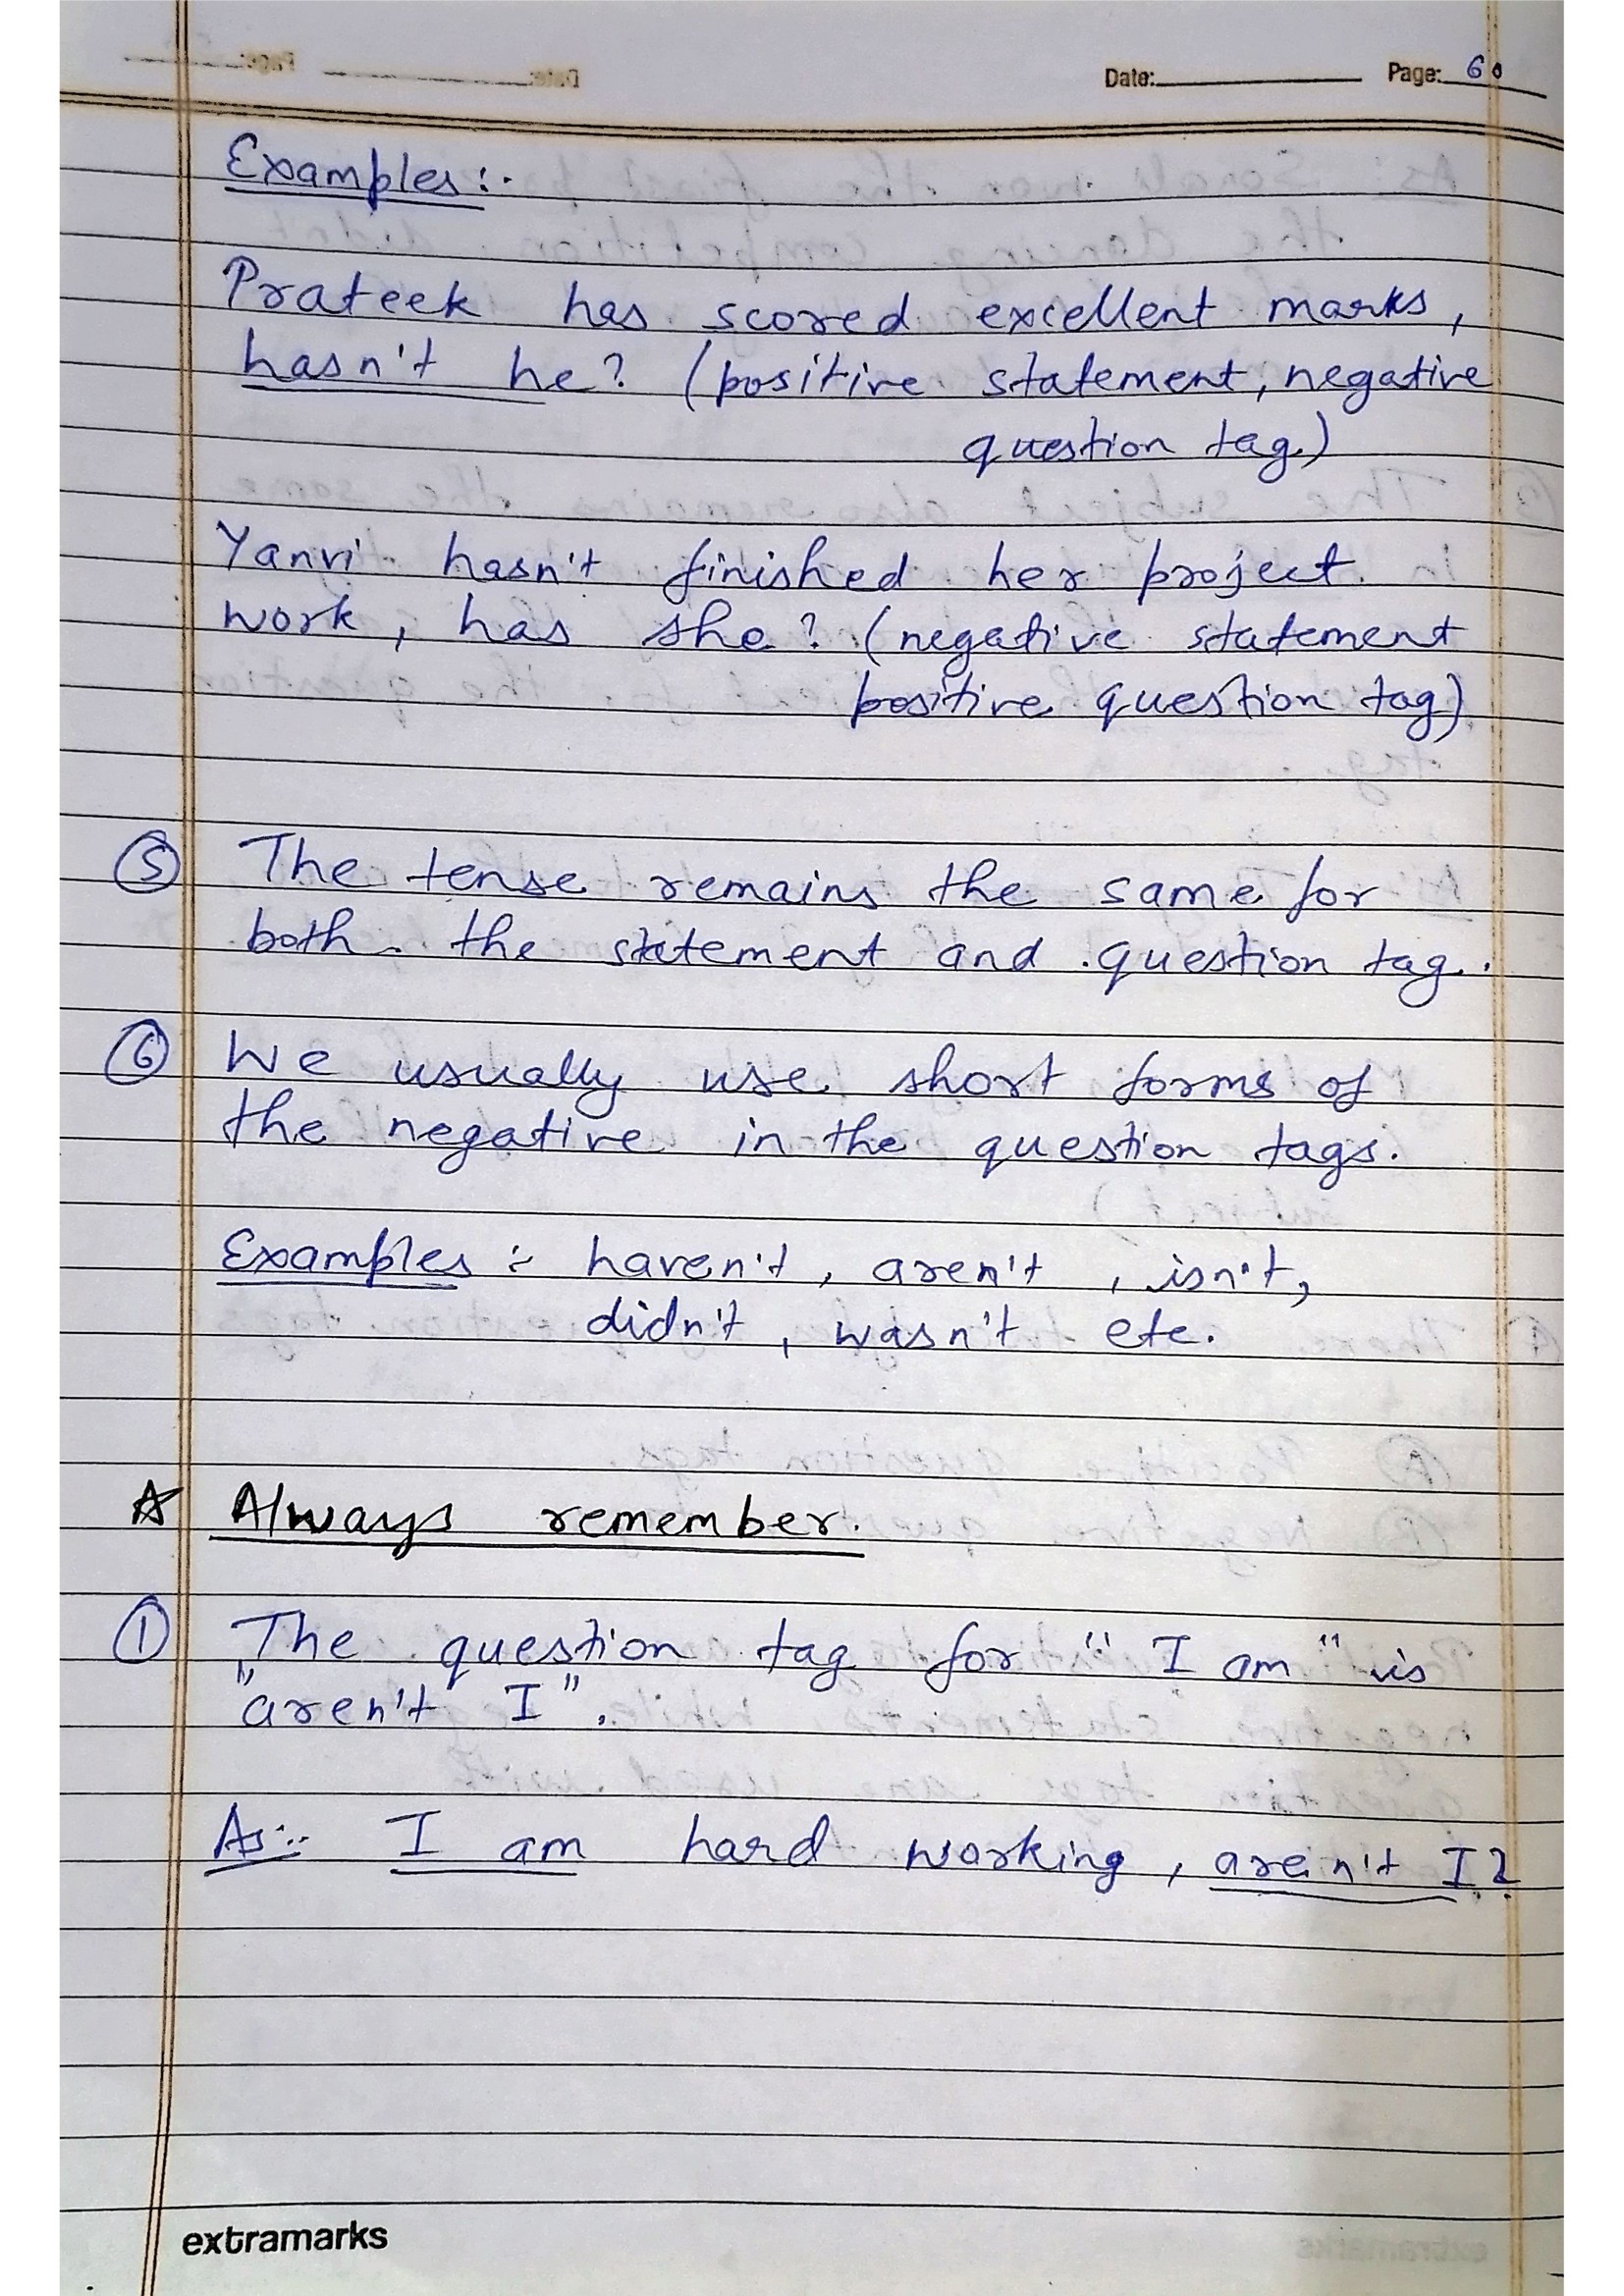 Date: Page: 60
Examples:-
Prateek has scored excellent marks,
hasn't he? (positive statement, negative
question tag.)
Yanvi hasn't finished her project
work, has she? (negative statement
positive question tag)
⑤ The tense remains the same for
both the statement and question tag.
⑥ We usually use short forms of
the negative in the question tags.
Examples :- haven't, aren't, isn't,
didn't, wasn't etc.
☆ Always remember.
① The question tag for "I am" is
"aren't I".
As:- I am hard working, aren't I?
extramarks